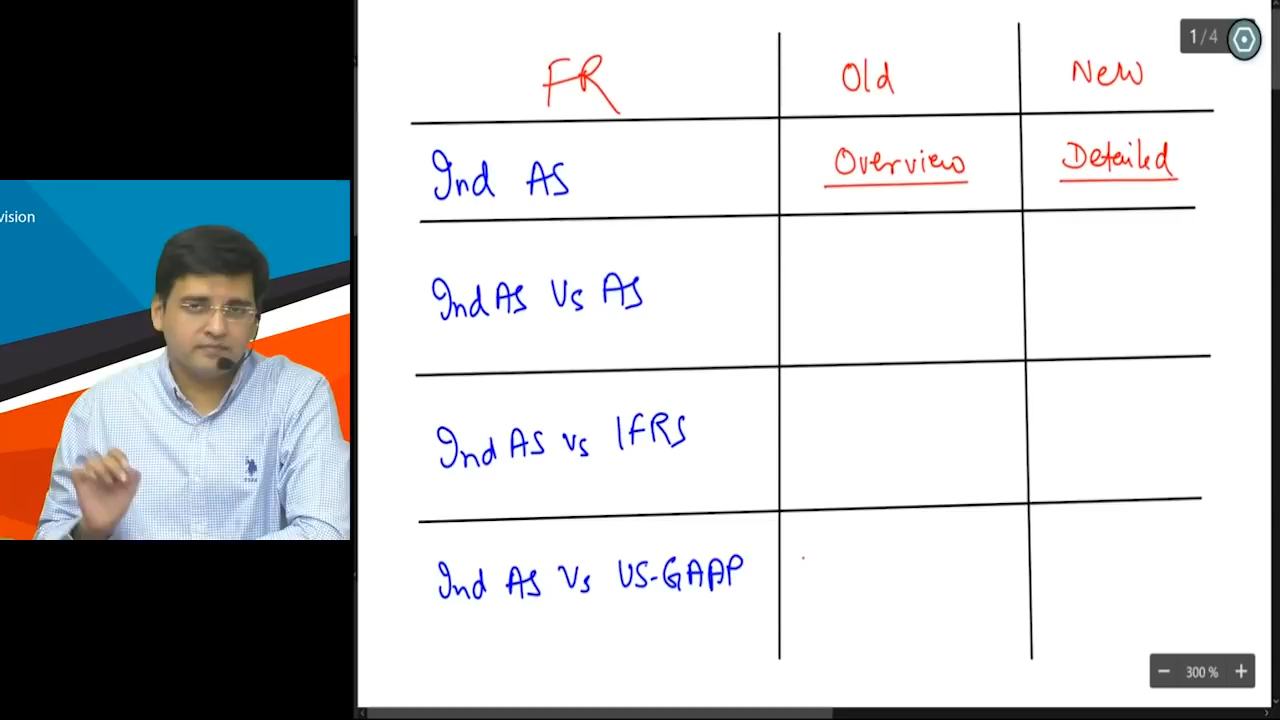 1/4
FR Old New
Ind AS Overview Detailed
Ind AS Vs AS
Ind AS vs IFRS
Ind AS Vs US-GAAP
vision
300 %